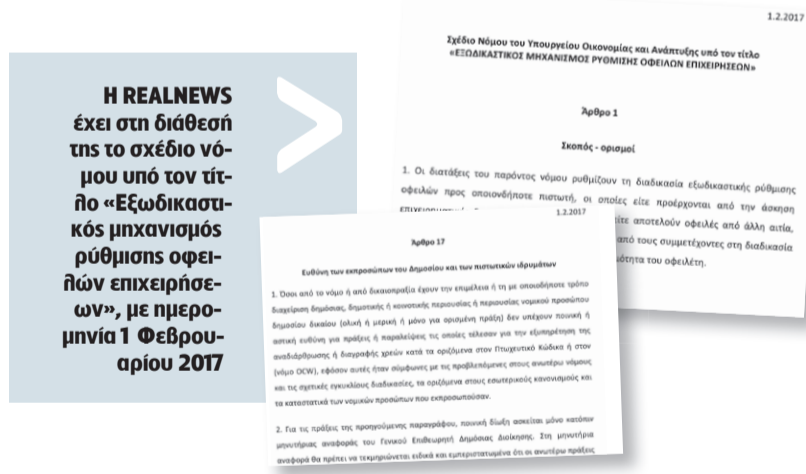 Η REALNEWS
έχει στη διάθεσή
της το σχέδιο νό-
μου υπό τον τίτ-
λο «Εξωδικαστι-
κός μηχανισμός
ρύθμισης οφει-
λών επιχειρήσε-
ων», με ημερο-
μηνία 1 Φεβρου-
αρίου 2017
1.2.2017
Σχέδιο Νόμου του Υπουργείου Οικονομίας και Ανάπτυξης υπό τον τίτλο
«ΕΞΩΔΙΚΑΣΤΙΚΟΣ ΜΗΧΑΝΙΣΜΟΣ ΡΥΘΜΙΣΗΣ ΟΦΕΙΛΩΝ ΕΠΙΧΕΙΡΗΣΕΩΝ»
Άρθρο 1
Σκοπός - ορισμοί
1. Οι διατάξεις του παρόντος νόμου ρυθμίζουν τη διαδικασία εξωδικαστικής ρύθμισης
οφειλών προς οποιονδήποτε πιστωτή, οι οποίες είτε προέρχονται από την άσκηση
είτε αποτελούν οφειλές από άλλη αιτία,
από τους συμμετέχοντες στη διαδικασία
του οφειλέτη.
1.2.2017
Άρθρο 17
Ευθύνη των εκπροσώπων του Δημοσίου και των πιστωτικών ιδρυμάτων
1. Όσοι από το νόμο ή από δικαιοπραξία έχουν την επιμέλεια ή τη με οποιοδήποτε τρόπο
διαχείριση δημόσιας, δημοτικής ή κοινοτικής περιουσίας ή περιουσίας νομικού προσώπου
δημοσίου δικαίου (ολική ή μερική ή μόνο για ορισμένη πράξη) δεν υπέχουν ποινική ή
αστική ευθύνη για πράξεις ή παραλείψεις τις οποίες τέλεσαν για την εξυπηρέτηση της
αναδιάρθρωσης ή διαγραφής χρεών κατά τα οριζόμενα στον Πτωχευτικό Κώδικα ή στον
(νόμο OCW), εφόσον αυτές ήταν σύμφωνες με τις προβλεπόμενες στους ανωτέρω νόμους
και τις σχετικές εγκυκλίους διαδικασίες, τα οριζόμενα στους εσωτερικούς κανονισμούς και
τα καταστατικά των νομικών προσώπων που εκπροσωπούσαν.
2. Για τις πράξεις της προηγούμενης παραγράφου, ποινική δίωξη ασκείται μόνο κατόπιν
μηνυτήριας αναφοράς του Γενικού Επιθεωρητή Δημόσιας Διοίκησης. Στη μηνυτήρια
αναφορά θα πρέπει να τεκμηριώνεται ειδικά και εμπεριστατωμένα ότι οι ανωτέρω πράξεις